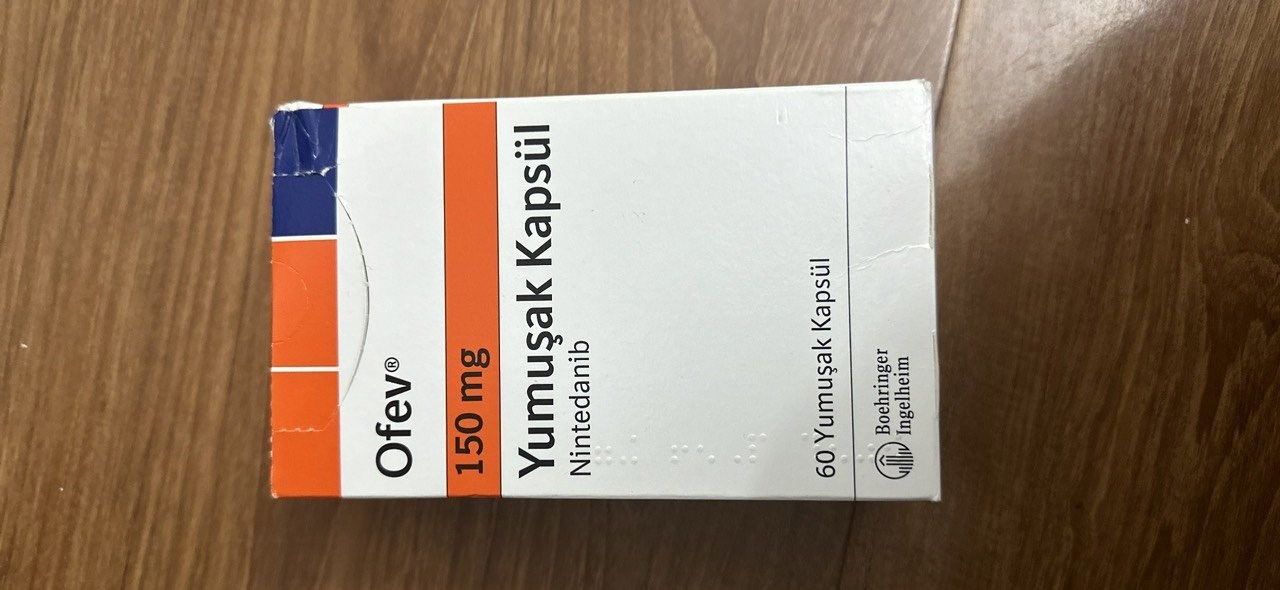 Ofev®
150 mg
Yumuşak Kapsül
Nintedanib
60 Yumuşak Kapsül
Boehringer
Ingelheim